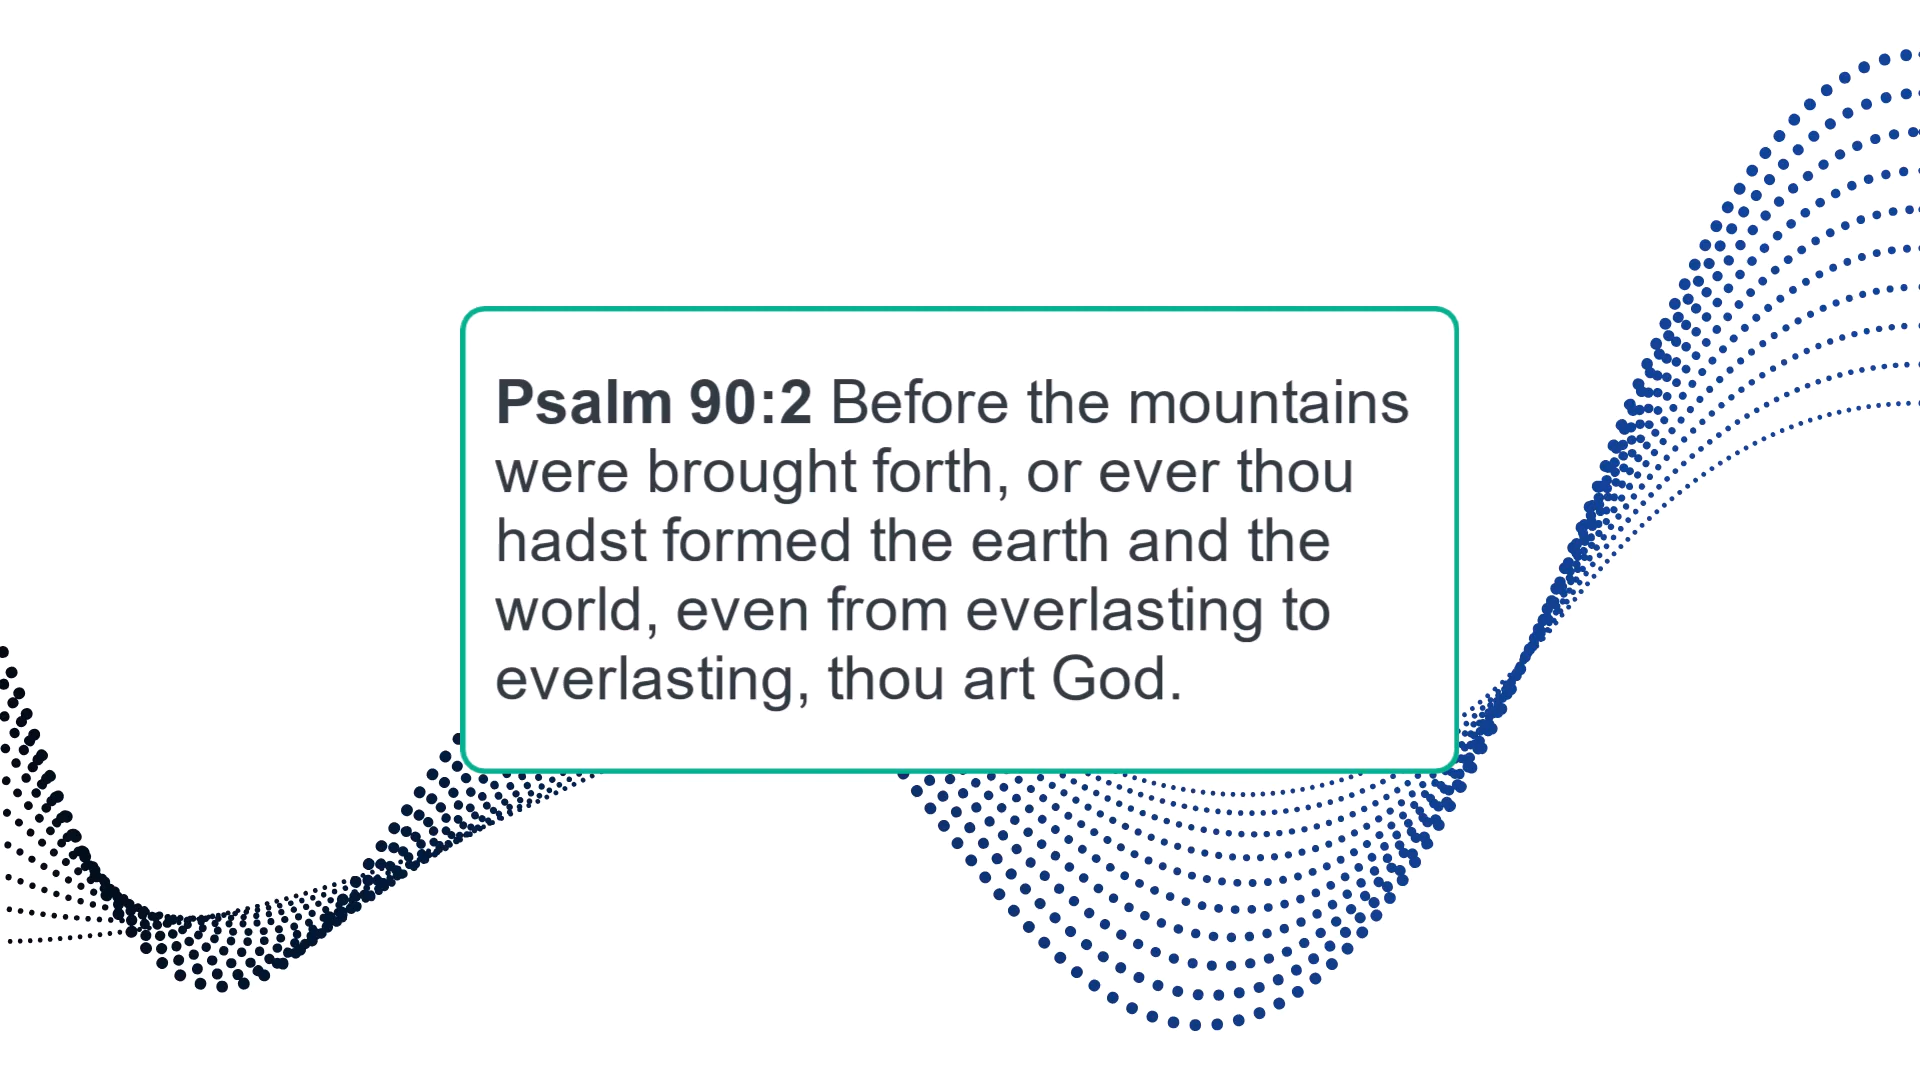 Psalm 90:2 Before the mountains
were brought forth, or ever thou
hadst formed the earth and the
world, even from everlasting to
everlasting, thou art God.